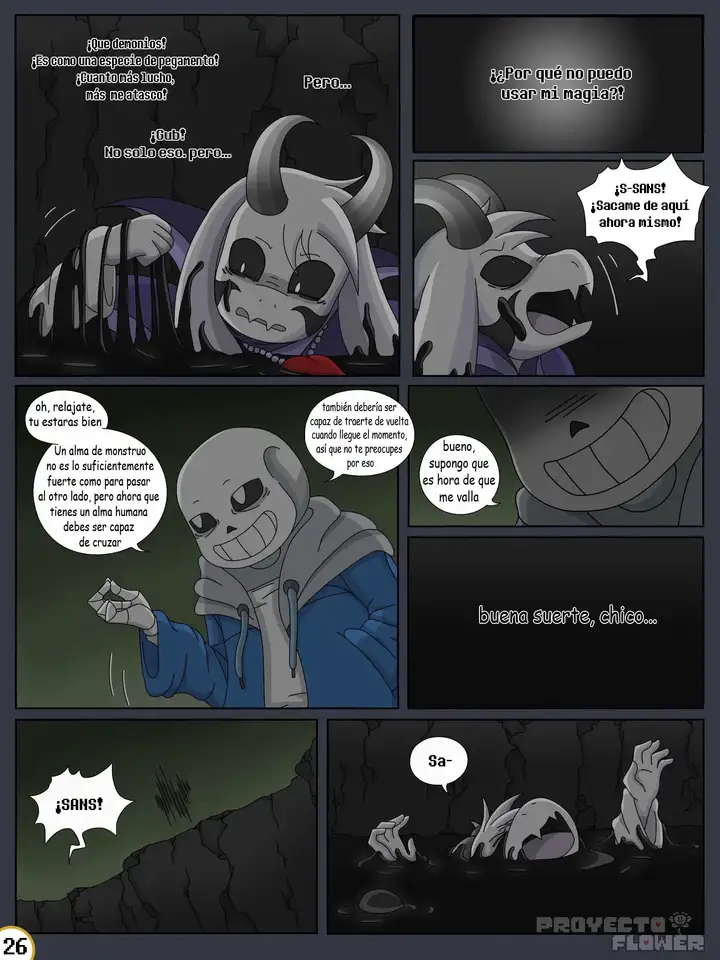 ¡Que demonios!
¡Es como una especie de pegamento!
¡Cuanto más lucho,
más me atasco!
¡Gub!
No solo eso. pero...
Pero...
¡¿Por qué no puedo
usar mi magia?!
¡S-SANS!
¡Sacame de aquí
ahora mismo!
oh, relajate,
tu estaras bien
Un alma de monstruo
no es lo suficientemente
fuerte como para pasar
al otro lado, pero ahora que
tienes un alma humana
debes ser capaz
de cruzar
también debería ser
capaz de traerte de vuelta
cuando llegue el momento,
así que no te preocupes
por eso
bueno,
supongo que
es hora de que
me valla
buena suerte, chico...
¡SANS!
Sa-
PROYECTO
FLOWER
26